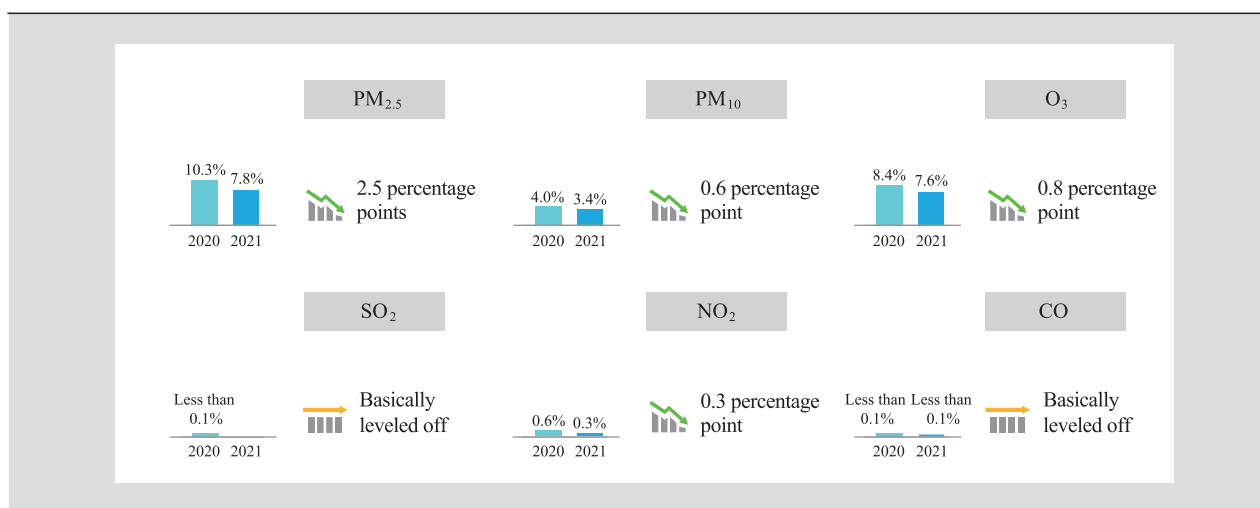 PM2.5
10.3% 7.8%
2020 2021
2.5 percentage
points
PM10
4.0% 3.4%
2020 2021
0.6 percentage
point
O3
8.4% 7.6%
2020 2021
0.8 percentage
point
SO2
Less than
0.1%
2020 2021
Basically
leveled off
NO2
0.6% 0.3%
2020 2021
0.3 percentage
point
CO
Less than Less than
0.1% 0.1%
2020 2021
Basically
leveled off